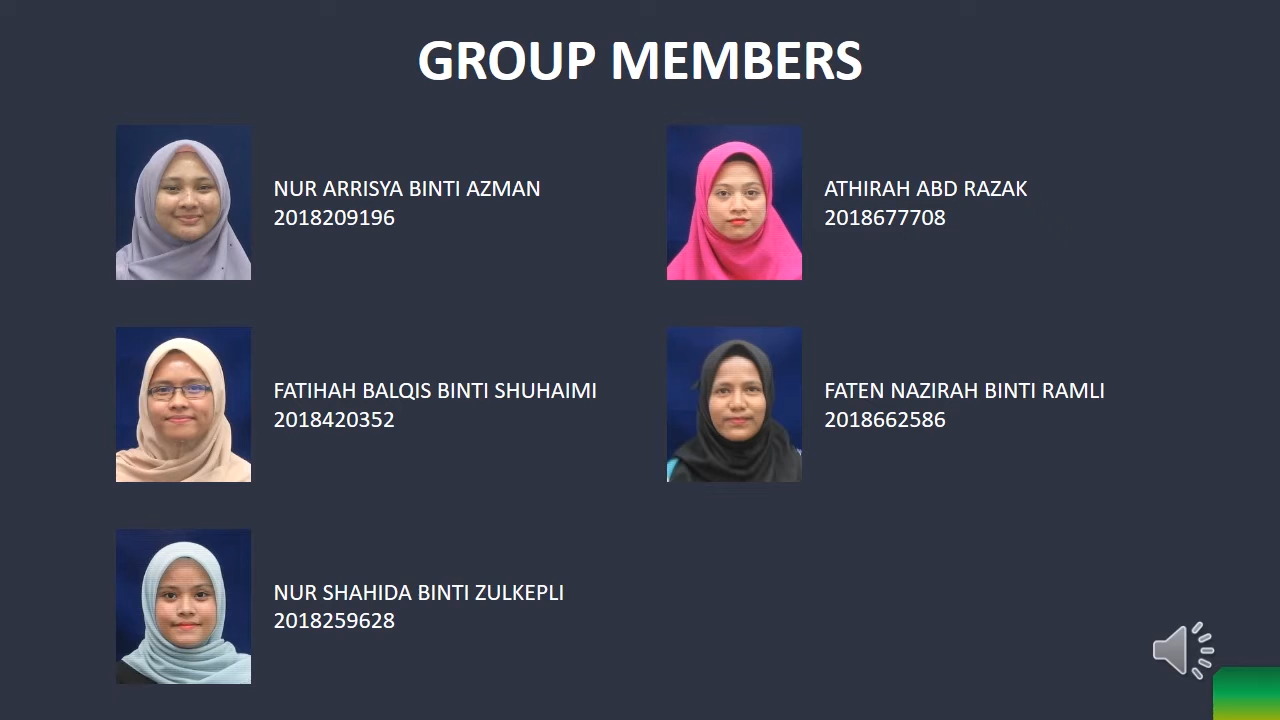 GROUP MEMBERS
NUR ARRISYA BINTI AZMAN
2018209196
ATHIRAH ABD RAZAK
2018677708
FATIHAH BALQIS BINTI SHUHAIMI
2018420352
FATEN NAZIRAH BINTI RAMLI
2018662586
NUR SHAHIDA BINTI ZULKEPLI
2018259628